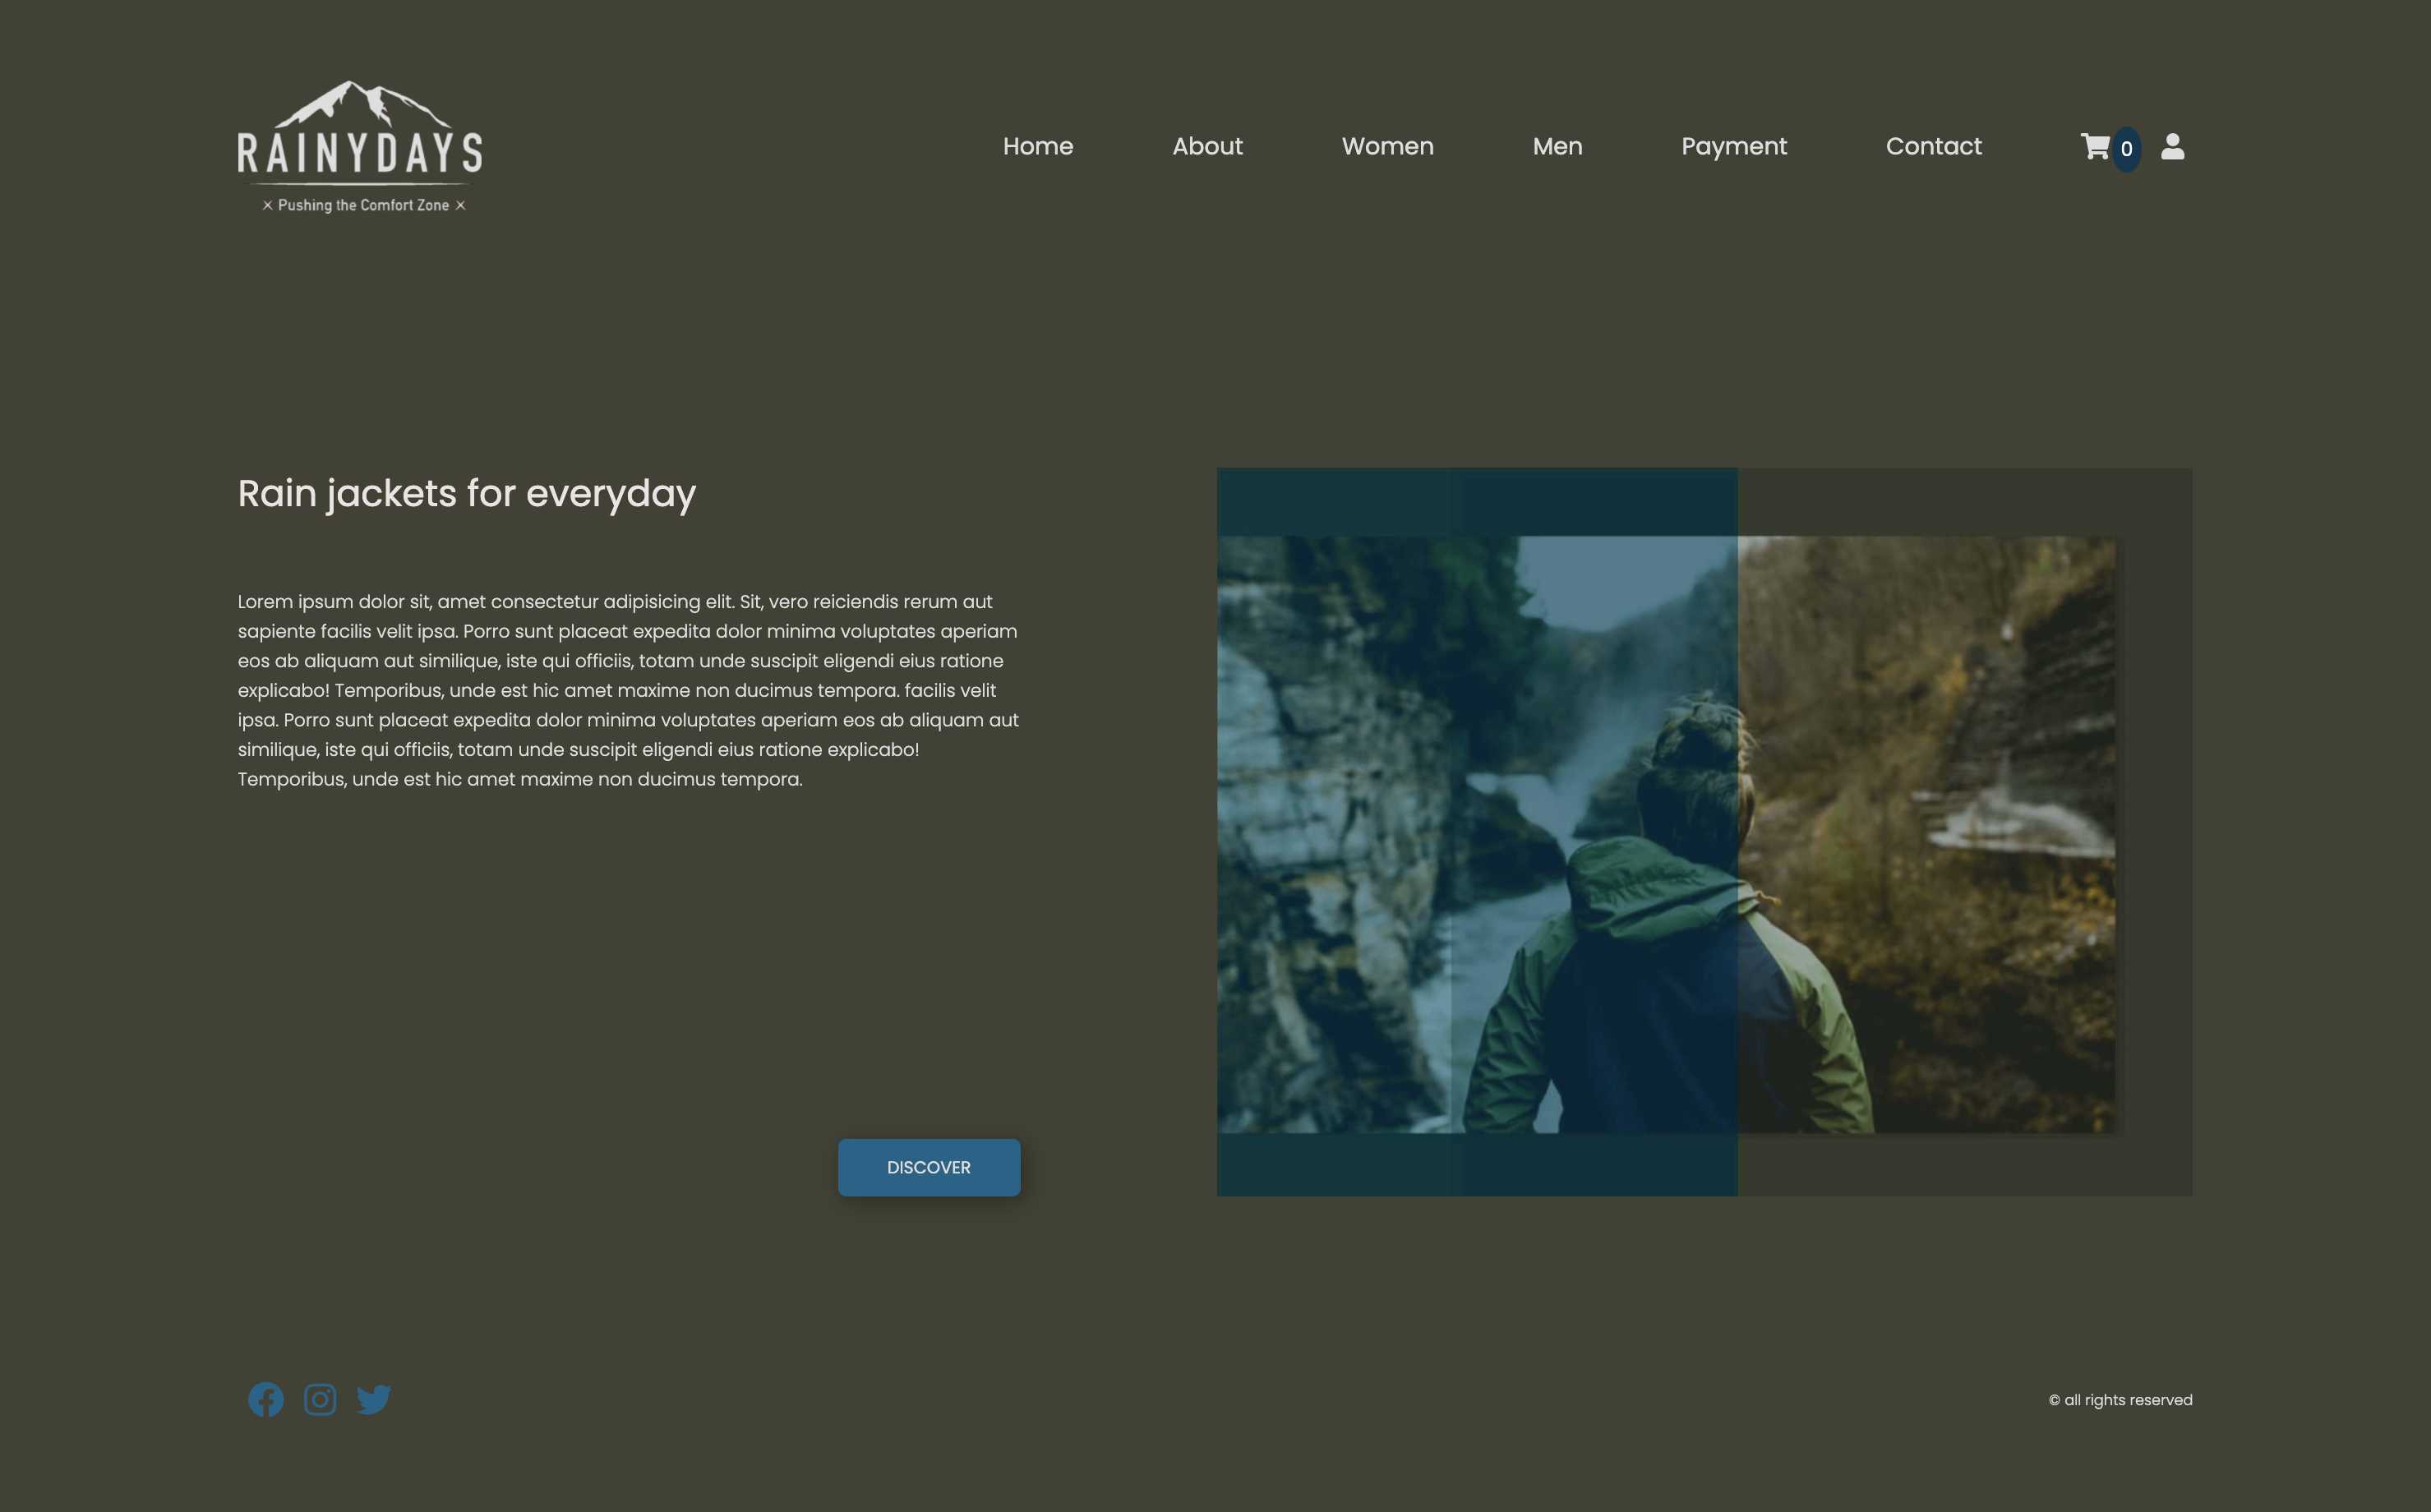 RAINYDAYS
× Pushing the Comfort Zone ×
Home
About
Women
Men
Payment
Contact
0
Rain jackets for everyday
Lorem ipsum dolor sit, amet consectetur adipisicing elit. Sit, vero reiciendis rerum aut
sapiente facilis velit ipsa. Porro sunt placeat expedita dolor minima voluptates aperiam
eos ab aliquam aut similique, iste qui officiis, totam unde suscipit eligendi eius ratione
explicabo! Temporibus, unde est hic amet maxime non ducimus tempora. facilis velit
ipsa. Porro sunt placeat expedita dolor minima voluptates aperiam eos ab aliquam aut
similique, iste qui officiis, totam unde suscipit eligendi eius ratione explicabo!
Temporibus, unde est hic amet maxime non ducimus tempora.
DISCOVER
© all rights reserved